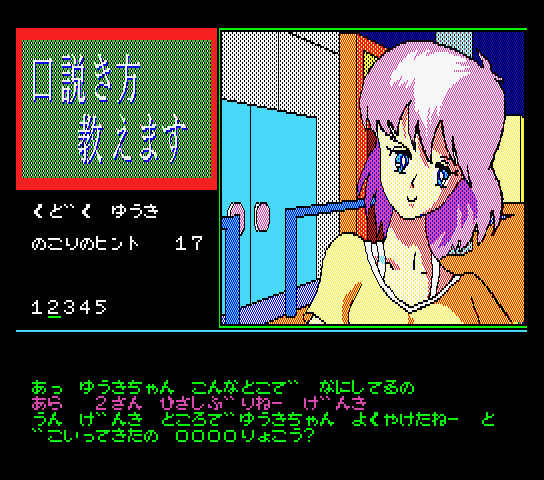 口説き方
教えます
くどく ゆうき
のこりのヒント 17
12345
あっ ゆうきちゃん こんなとこで なにしてるの
あら 2さん ひさしぶりねー げんき
うん げんき ところで ゆうきちゃん よくやけたねー ど
こいってきたの OOOOりょこう?